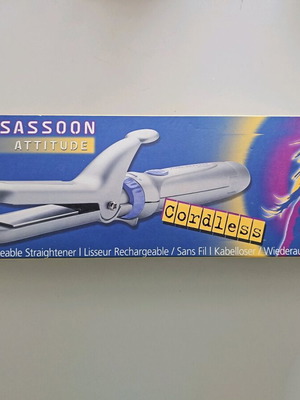 SASSOON
ATTITUDE
Cordless
eable Straightener | Lisseur Rechargeable / Sans Fil | Kabelloser / Wiederau